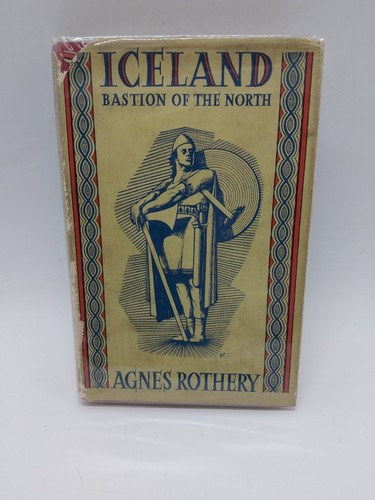 ICELAND
BASTION OF THE NORTH
AGNES ROTHERY